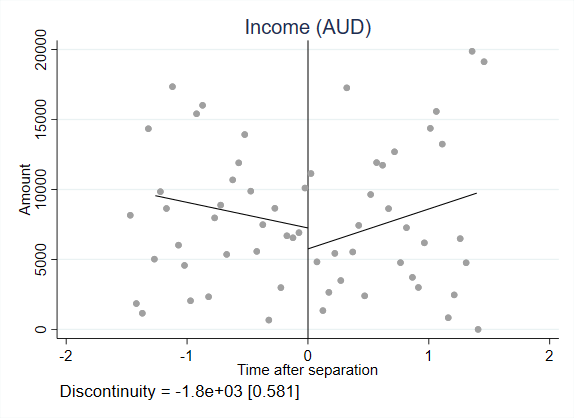 Income (AUD)
20000
15000
10000
5000
0
Amount
-2 -1 0 1 2
Time after separation
Discontinuity = -1.8e+03 [0.581]